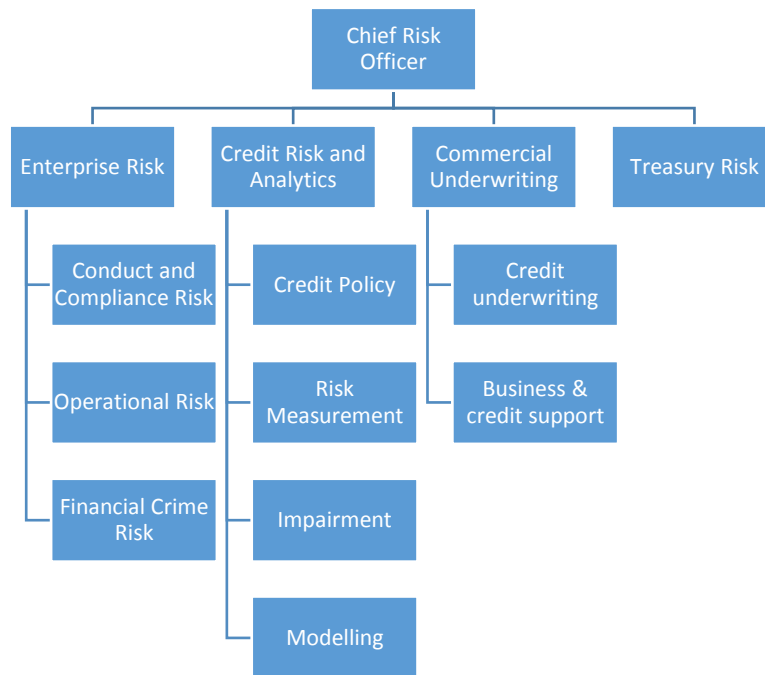 Chief Risk
Officer
Enterprise Risk
Credit Risk and
Analytics
Commercial
Underwriting
Treasury Risk
Conduct and
Compliance Risk
Operational Risk
Financial Crime
Risk
Credit Policy
Risk
Measurement
Impairment
Modelling
Credit
underwriting
Business &
credit support